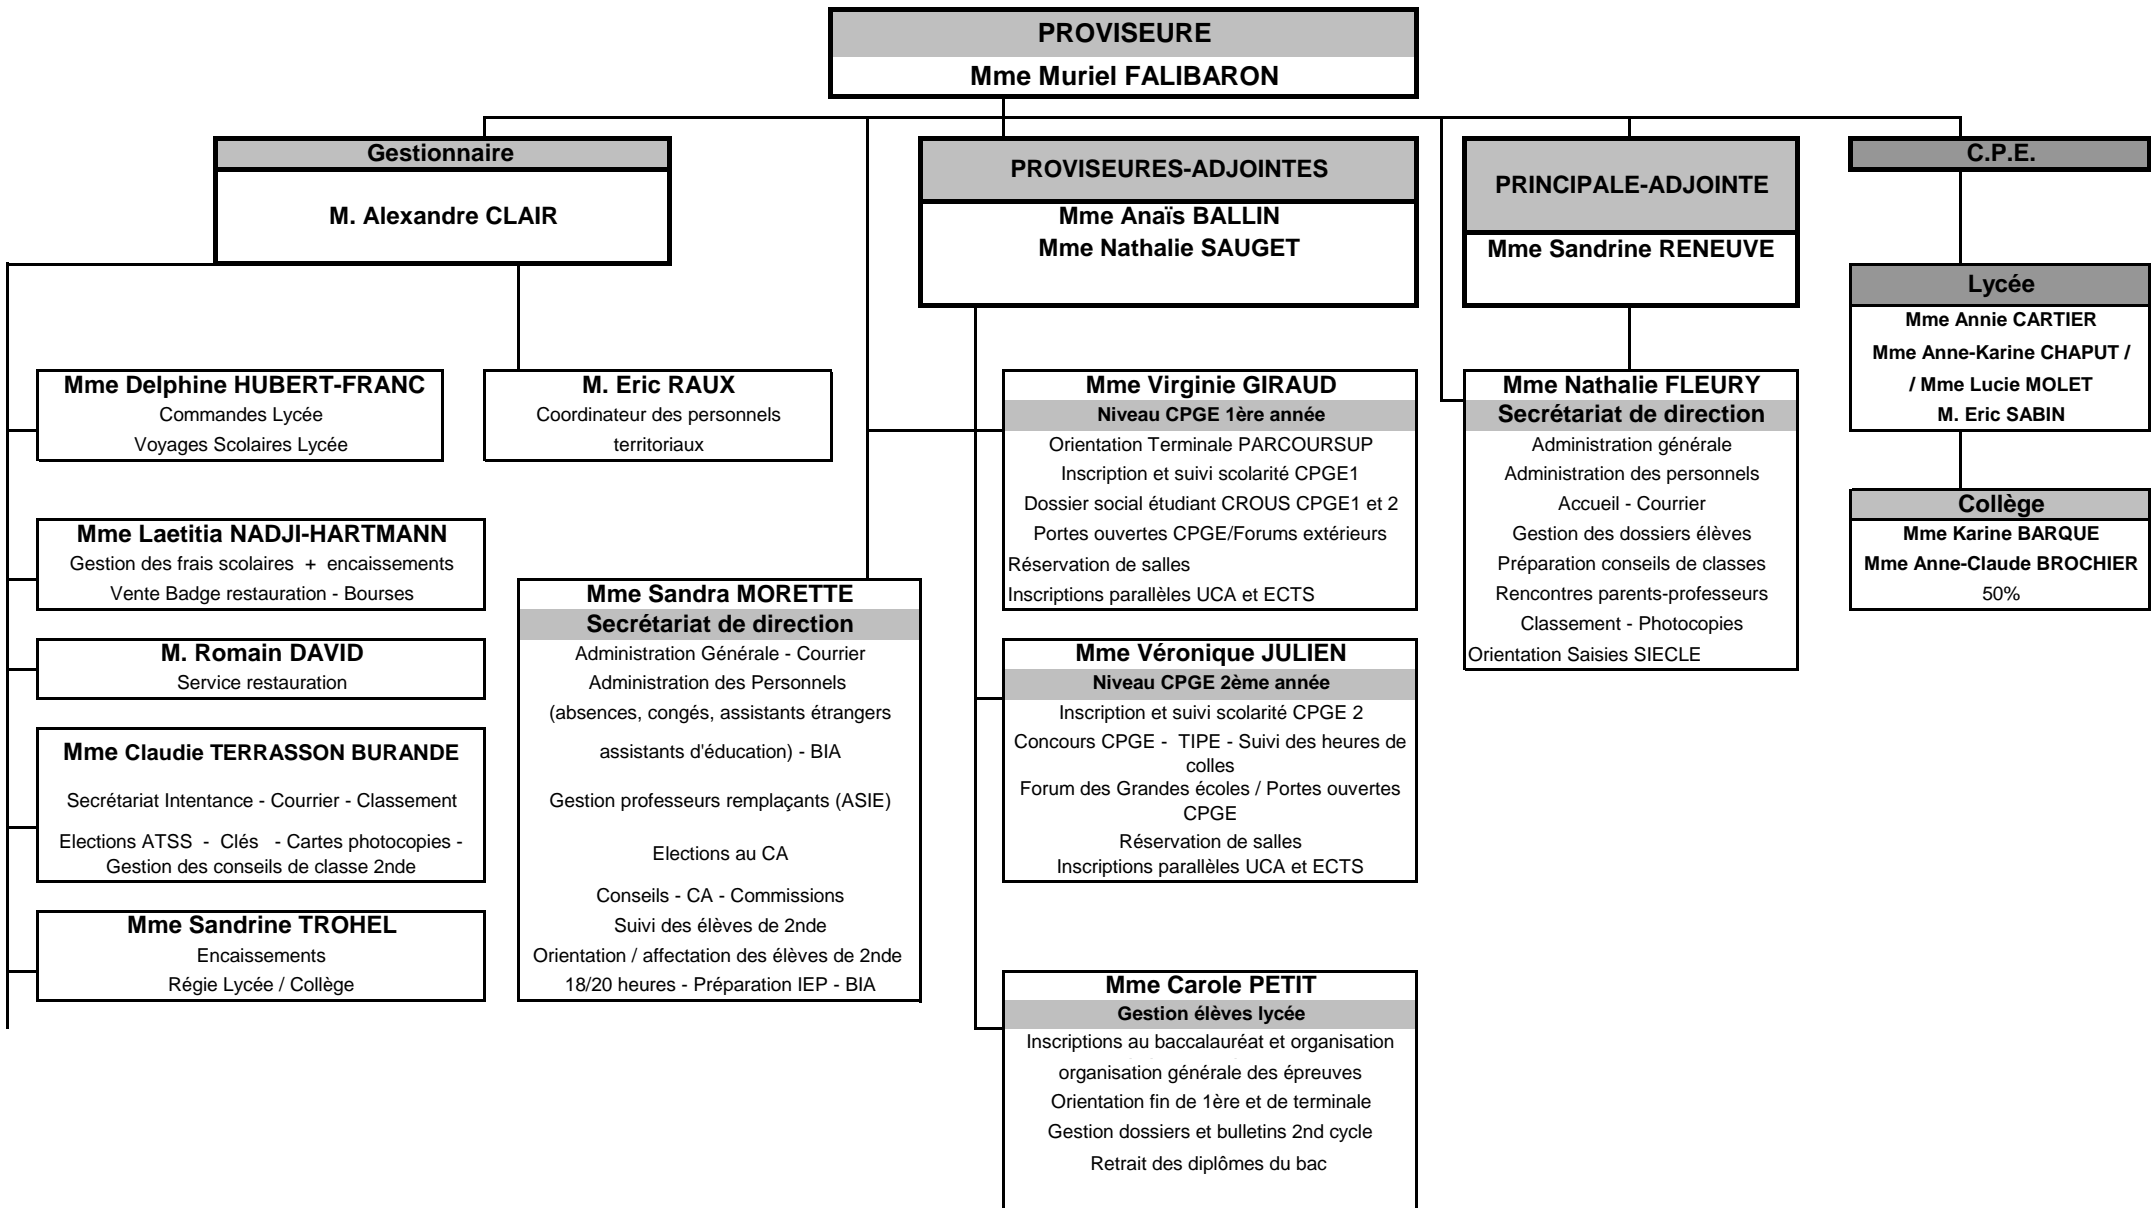 PROVISEURE
Mme Muriel FALIBARON
Gestionnaire
M. Alexandre CLAIR
PROVISEURES-ADJOINTES
Mme Anaïs BALLIN
Mme Nathalie SAUGET
PRINCIPALE-ADJOINTE
Mme Sandrine RENEUVE
C.P.E.
Lycée
Mme Annie CARTIER
Mme Anne-Karine CHAPUT /
/ Mme Lucie MOLET
M. Eric SABIN
Collège
Mme Karine BARQUE
Mme Anne-Claude BROCHIER
50%
Mme Delphine HUBERT-FRANC
Commandes Lycée
Voyages Scolaires Lycée
M. Eric RAUX
Coordinateur des personnels
territoriaux
Mme Laetitia NADJI-HARTMANN
Gestion des frais scolaires + encaissements
Vente Badge restauration - Bourses
M. Romain DAVID
Service restauration
Mme Claudie TERRASSON BURANDE
Secrétariat Intentance - Courrier - Classement
Elections ATSS - Clés - Cartes photocopies -
Gestion des conseils de classe 2nde
Mme Sandrine TROHEL
Encaissements
Régie Lycée / Collège
Mme Sandra MORETTE
Secrétariat de direction
Administration Générale - Courrier
Administration des Personnels
(absences, congés, assistants étrangers
assistants d'éducation) - BIA
Gestion professeurs remplaçants (ASIE)
Elections au CA
Conseils - CA - Commissions
Suivi des élèves de 2nde
Orientation / affectation des élèves de 2nde
18/20 heures - Préparation IEP - BIA
Mme Virginie GIRAUD
Niveau CPGE 1ère année
Orientation Terminale PARCOURSUP
Inscription et suivi scolarité CPGE1
Dossier social étudiant CROUS CPGE1 et 2
Portes ouvertes CPGE/Forums extérieurs
Réservation de salles
Inscriptions parallèles UCA et ECTS
Mme Véronique JULIEN
Niveau CPGE 2ème année
Inscription et suivi scolarité CPGE 2
Concours CPGE - TIPE - Suivi des heures de
colles
Forum des Grandes écoles / Portes ouvertes
CPGE
Réservation de salles
Inscriptions parallèles UCA et ECTS
Mme Carole PETIT
Gestion élèves lycée
Inscriptions au baccalauréat et organisation
organisation générale des épreuves
Orientation fin de 1ère et de terminale
Gestion dossiers et bulletins 2nd cycle
Retrait des diplômes du bac
Mme Nathalie FLEURY
Secrétariat de direction
Administration générale
Administration des personnels
Accueil - Courrier
Gestion des dossiers élèves
Préparation conseils de classes
Rencontres parents-professeurs
Classement - Photocopies
Orientation Saisies SIECLE